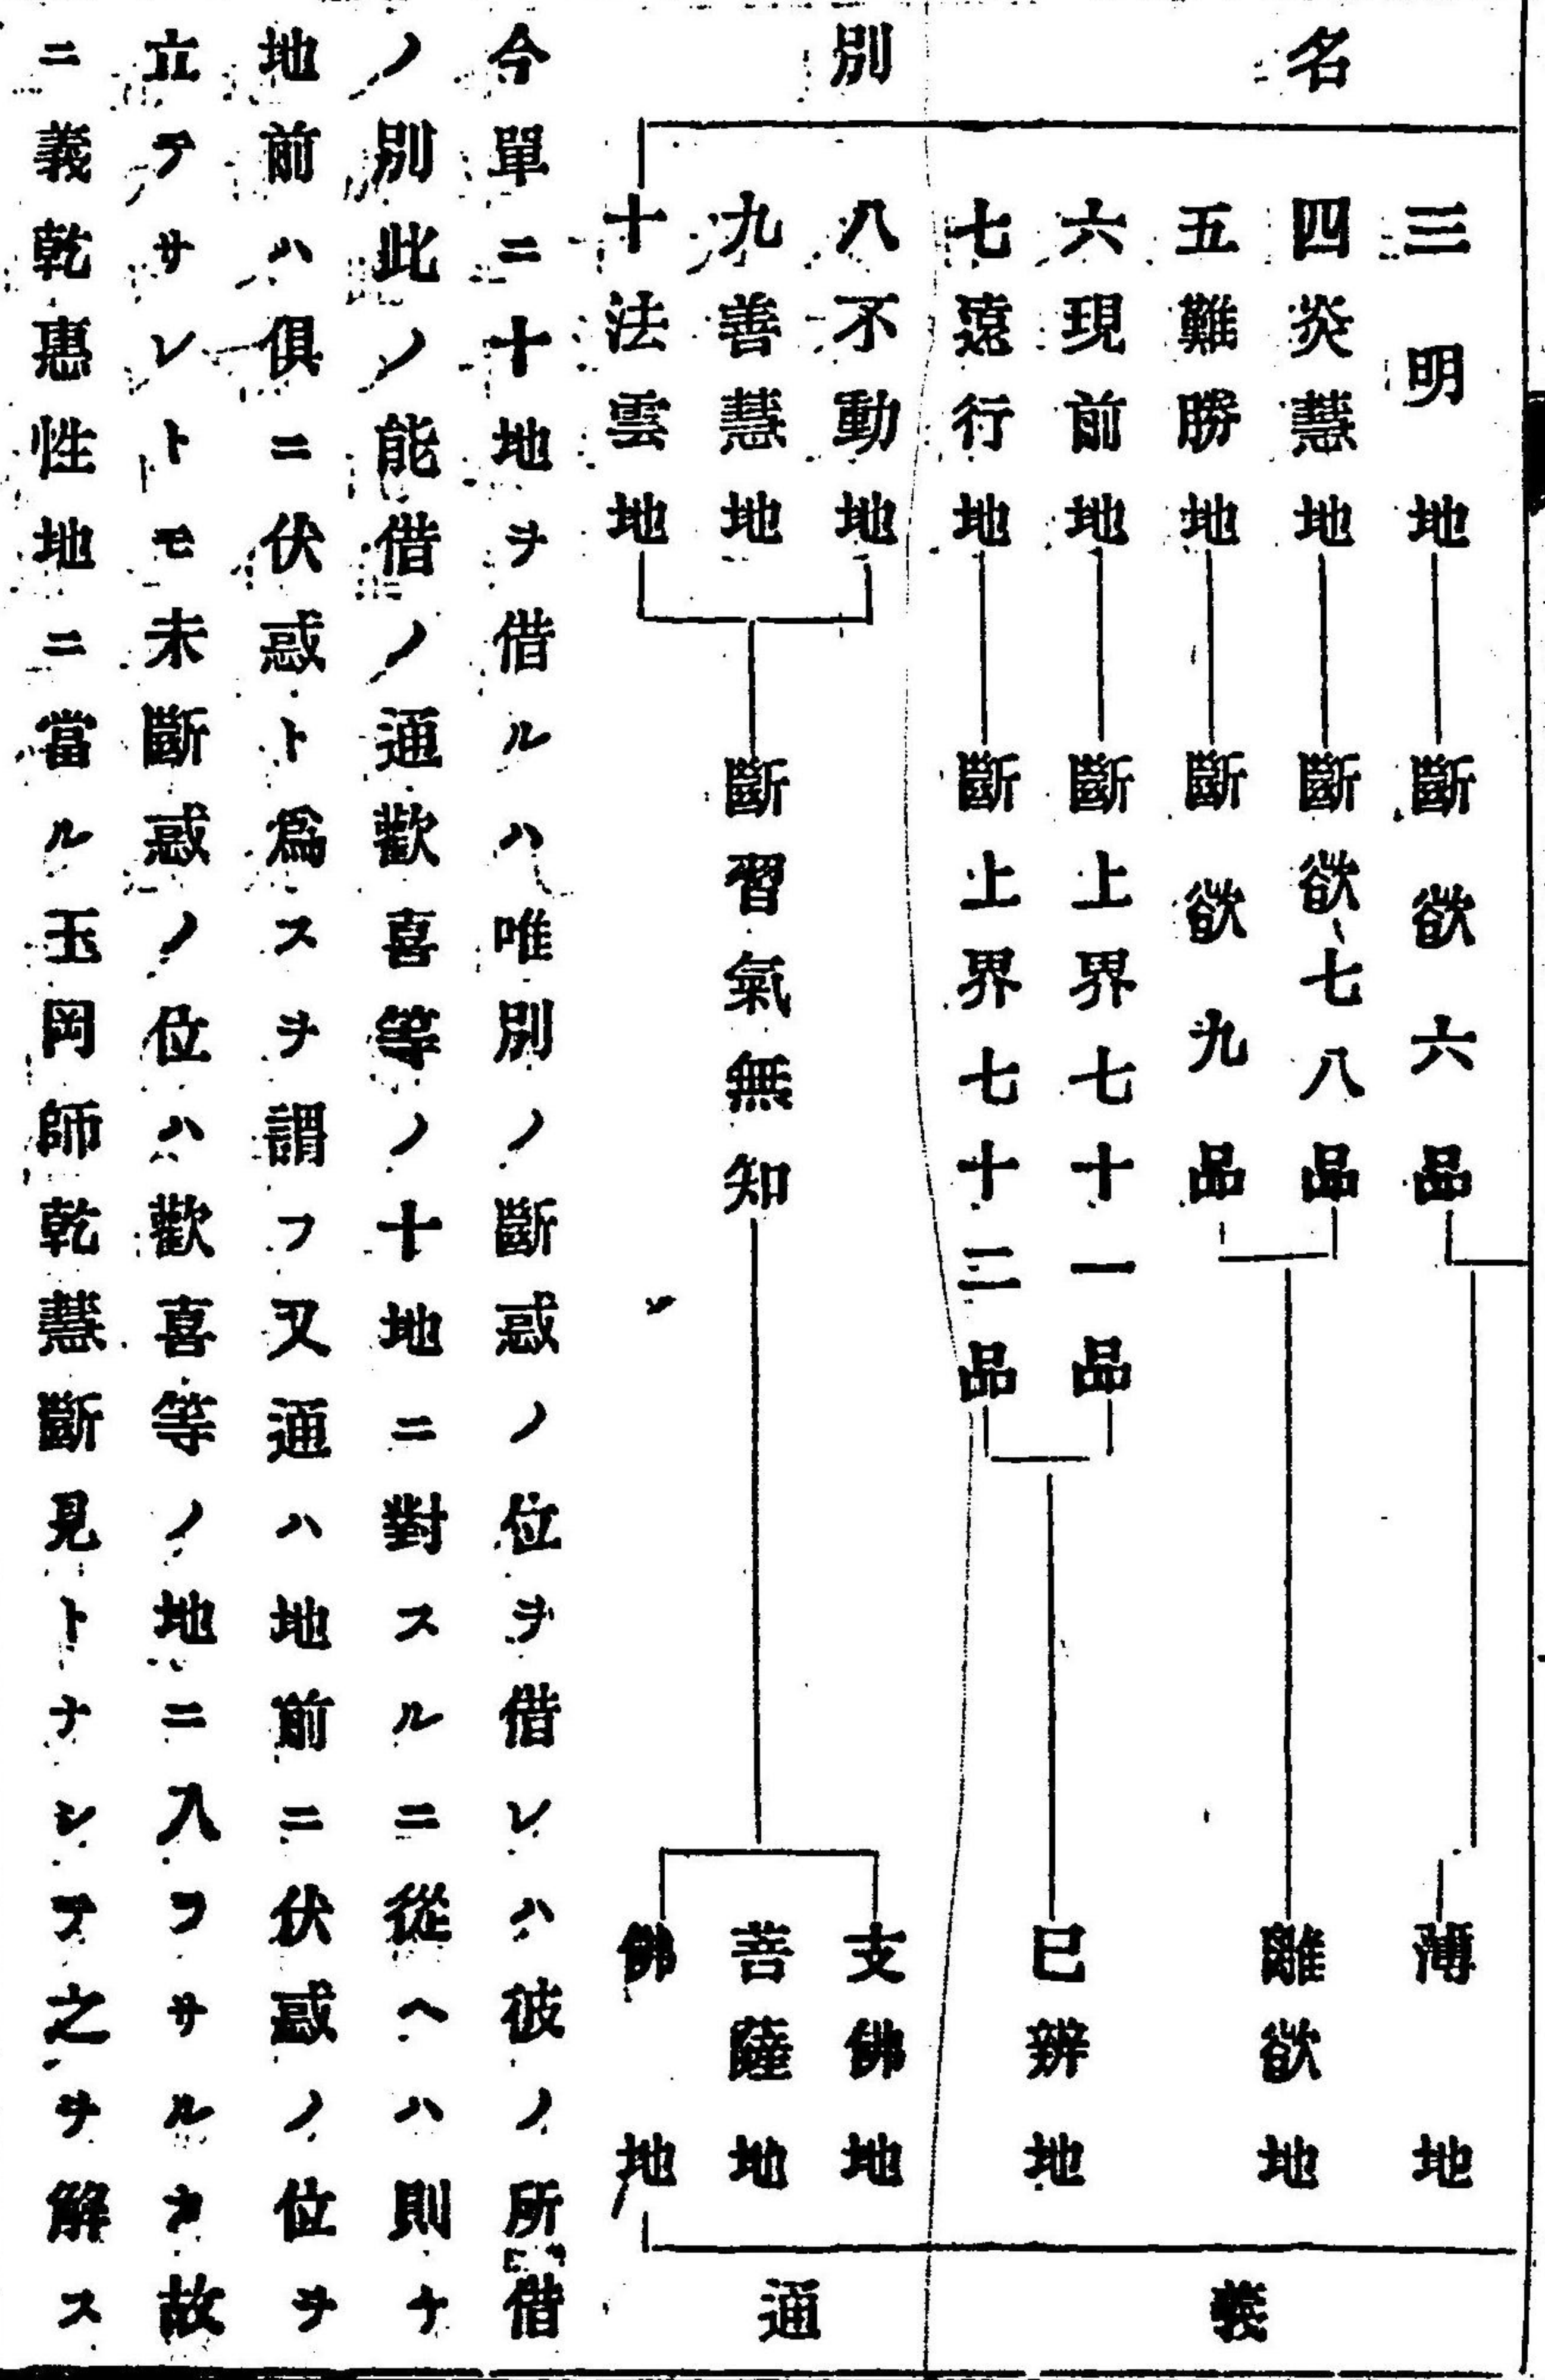 名
別
三明地
斷欲六品
薄地
四炎慧地
斷欲七八品
五難勝地
斷欲九品
離欲地
六現前地
斷上界七十一品
七遠行地
斷上界七十二品
已辨地
八不動地
九善慧地
十法雲地
斷習氣無知
支佛地
菩薩地
佛地
義
通
今單ニ十地ヲ借ルハ唯別ノ斷惑ノ位ヲ借レハ彼ノ所借
ノ別此ノ能借ノ通歡喜等ノ十地ニ對スルニ從ヘハ則チ
地前ハ俱ニ伏惑ト爲スヲ謂フ又通ハ地前ニ伏惑ノ位ヲ
立テサレトモ未斷惑ノ位ハ歡喜等ノ地ニ入ラサルカ故
ニ義乾惠性地ニ當ル玉岡師乾慧斷見トナシテ之ヲ解ス